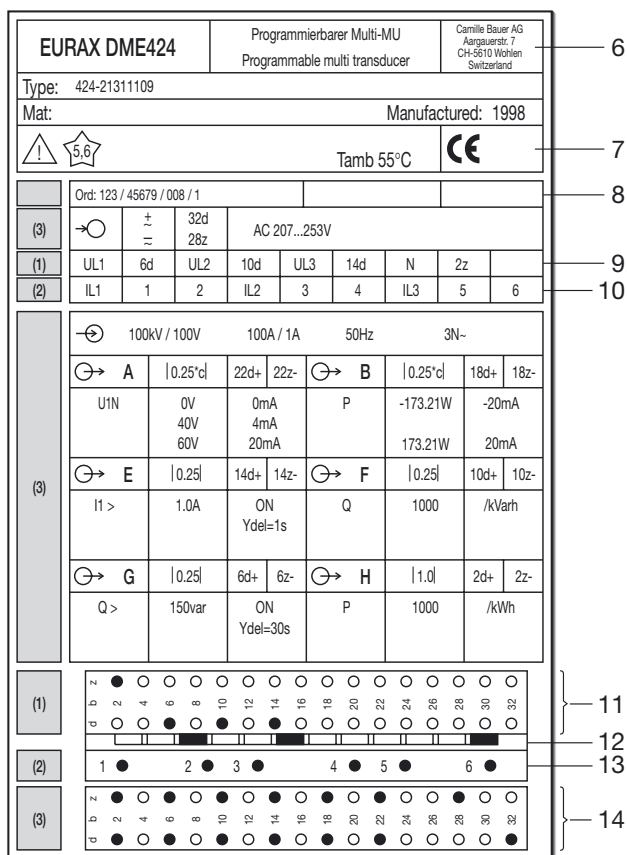 EURAX DME424
Programmierbarer Multi-MU
Programmable multi transducer
Camille Bauer AG
Aargauerstr. 7
CH-5610 Wohlen
Switzerland
6
Type: 424-21311109
Mat: Manufactured: 1998
! 5,6 Tamb 55°C CE 7
Ord: 123 / 45679 / 008 / 1 8
(3) 32d AC 207...253V
28z
(1) UL1 6d UL2 10d UL3 14d N 2z 9
(2) IL1 1 2 IL2 3 4 IL3 5 6 10
(3)
100kV / 100V 100A / 1A 50Hz 3N~
A |0.25*c| 22d+ 22z- B |0.25*c| 18d+ 18z-
U1N 0V 0mA P -173.21W -20mA
40V 4mA
60V 20mA 173.21W 20mA
E |0.25| 14d+ 14z- F |0.25| 10d+ 10z-
I1 > 1.0A ON Q 1000 /kVarh
Ydel=1s
G |0.25| 6d+ 6z- H |1.0| 2d+ 2z-
Q > 150var ON P 1000 /kWh
Ydel=30s
(1)
z
b 2 4 6 8 10 12 14 16 18 20 22 24 26 28 30 32
d
11
12
(2) 1 2 3 4 5 6 13
(3)
z
b 2 4 6 8 10 12 14 16 18 20 22 24 26 28 30 32
d
14